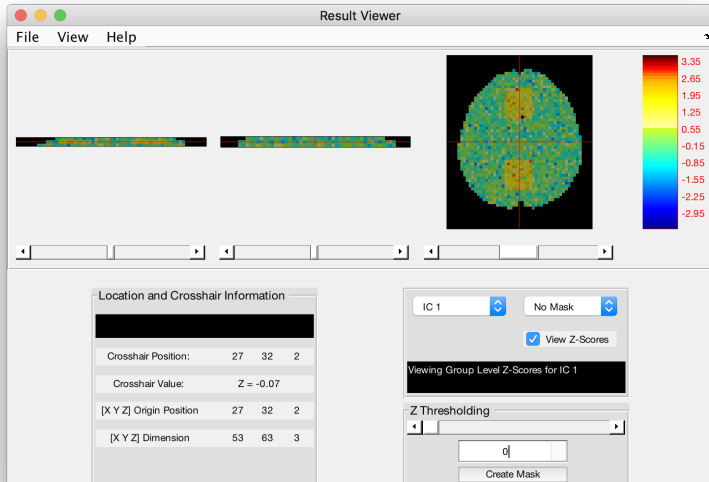 Result Viewer
File View Help
3.35
2.65
1.95
1.25
0.55
-0.15
-0.85
-1.55
-2.25
-2.95
Location and Crosshair Information
Crosshair Position: 27 32 2
Crosshair Value: Z = -0.07
[X Y Z] Origin Position 27 32 2
[X Y Z] Dimension 53 63 3
IC 1 No Mask
View Z-Scores
Viewing Group Level Z-Scores for IC 1
Z Thresholding
0
Create Mask